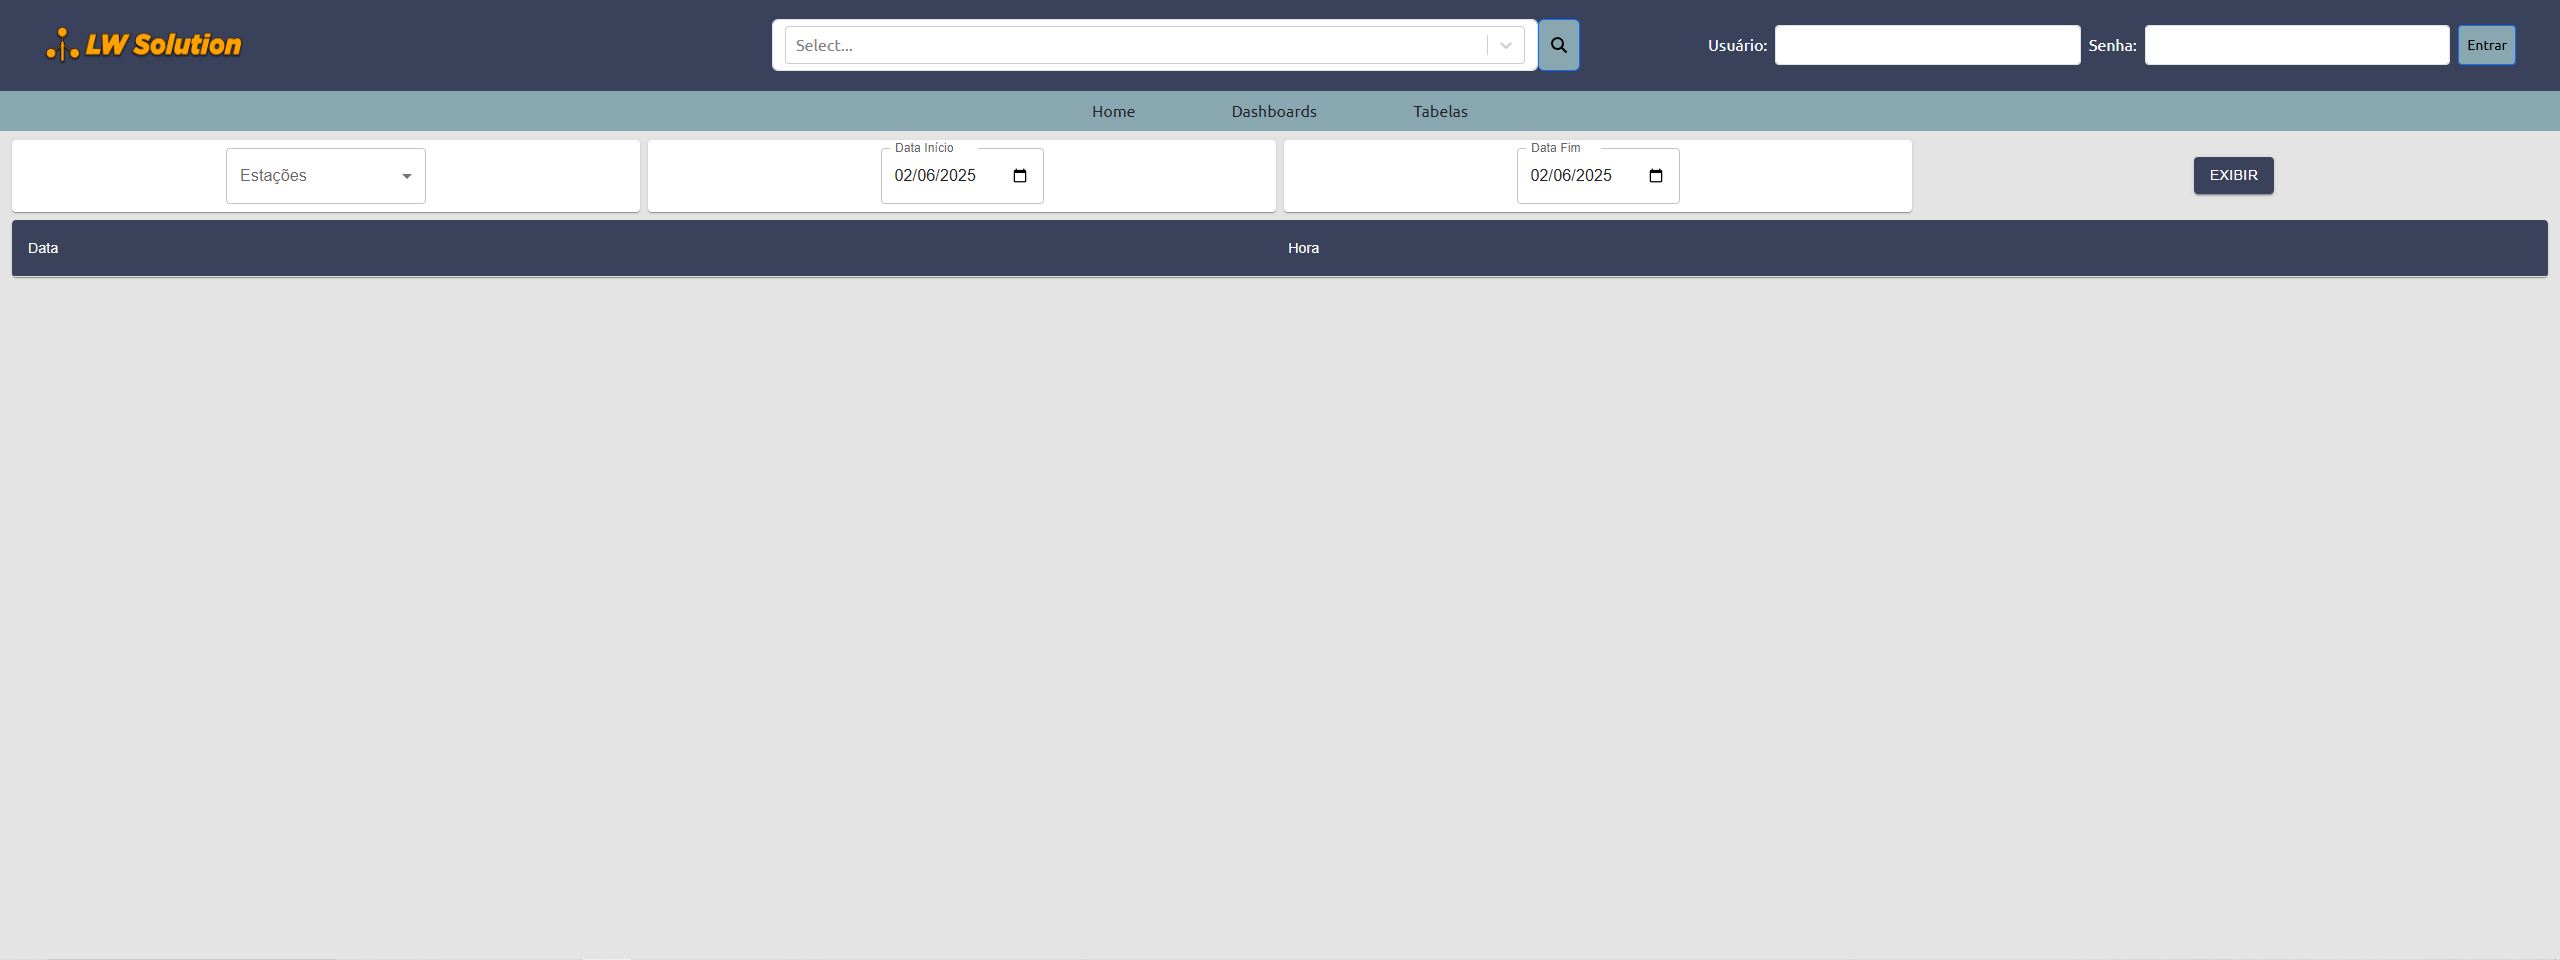 LW Solution
Select...
Usuário:
Senha:
Entrar
Home
Dashboards
Tabelas
Estações
Data Início
02/06/2025
Data Fim
02/06/2025
EXIBIR
Data
Hora